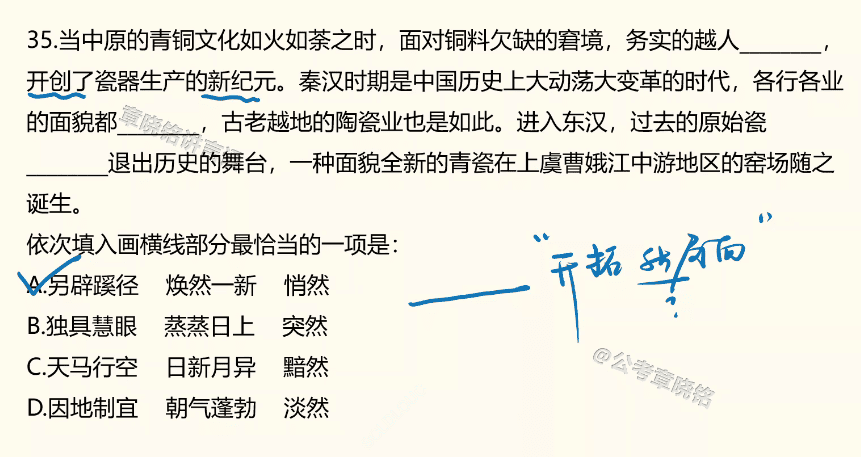 35.当中原的青铜文化如火如荼之时，面对铜料欠缺的窘境，务实的越人________，
开创了瓷器生产的新纪元。秦汉时期是中国历史上大动荡大变革的时代，各行各业
的面貌都________，古老越地的陶瓷业也是如此。进入东汉，过去的原始瓷
________退出历史的舞台，一种面貌全新的青瓷在上虞曹娥江中游地区的窑场随之
诞生。
依次填入画横线部分最恰当的一项是：
A.另辟蹊径 焕然一新 悄然
B.独具慧眼 蒸蒸日上 突然
C.天马行空 日新月异 黯然
D.因地制宜 朝气蓬勃 淡然
“开拓 方向”
?
@公考章晓铭